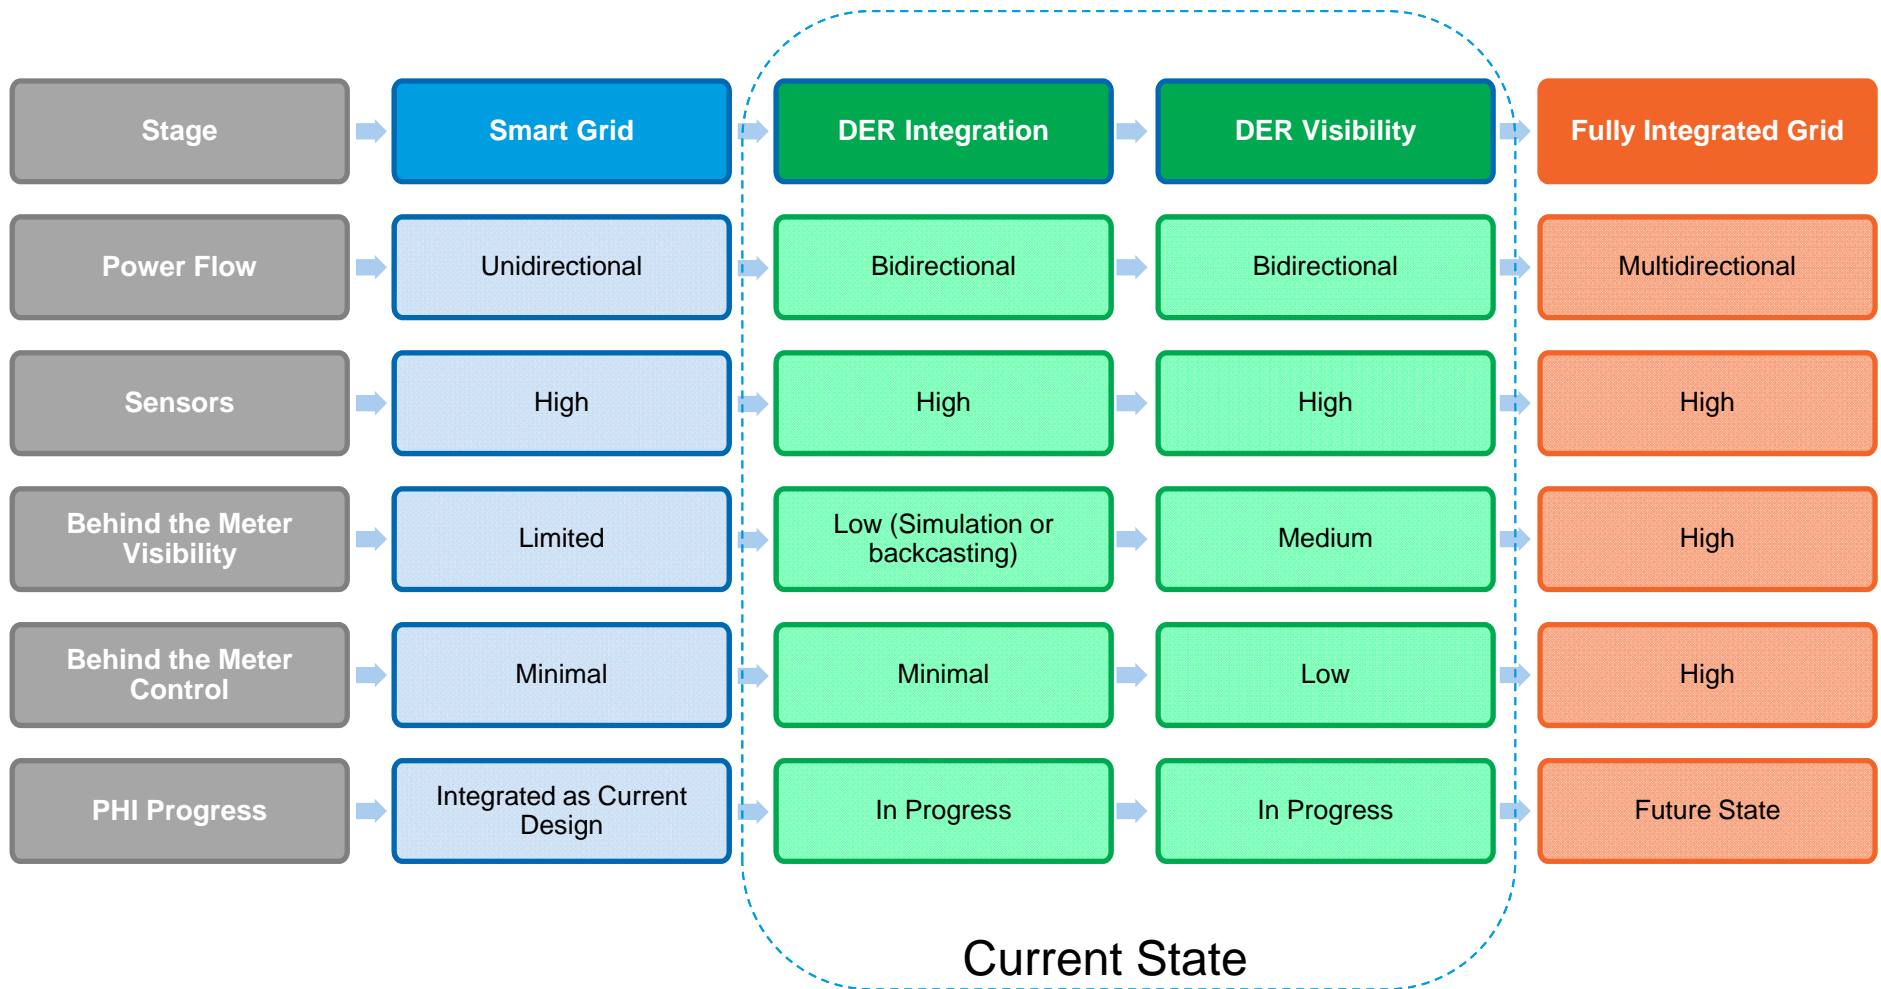 Stage
Smart Grid
DER Integration
DER Visibility
Fully Integrated Grid
Power Flow
Unidirectional
Bidirectional
Bidirectional
Multidirectional
Sensors
High
High
High
High
Behind the Meter
Visibility
Limited
Low (Simulation or
backcasting)
Medium
High
Behind the Meter
Control
Minimal
Minimal
Low
High
PHI Progress
Integrated as Current
Design
In Progress
In Progress
Future State
Current State